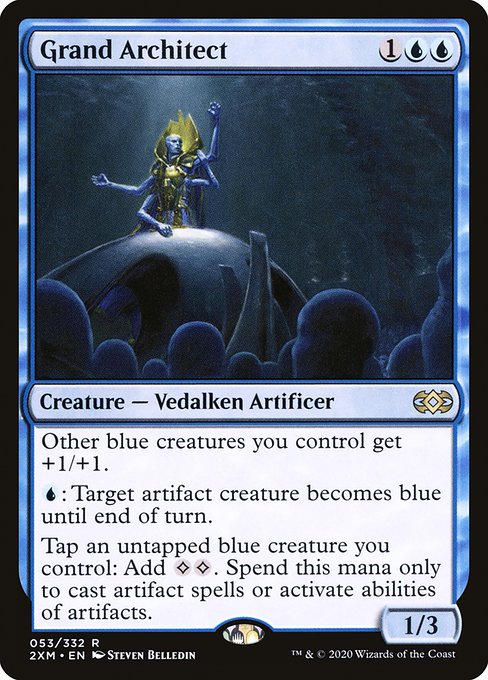 Grand Architect 1
Creature — Vedalken Artificer
Other blue creatures you control get
+1/+1.
: Target artifact creature becomes blue
until end of turn.
Tap an untapped blue creature you
control: Add . Spend this mana only
to cast artifact spells or activate abilities
of artifacts.
1/3
053/332 R
2XM • EN Steven Belledin
™ & © 2020 Wizards of the Coast